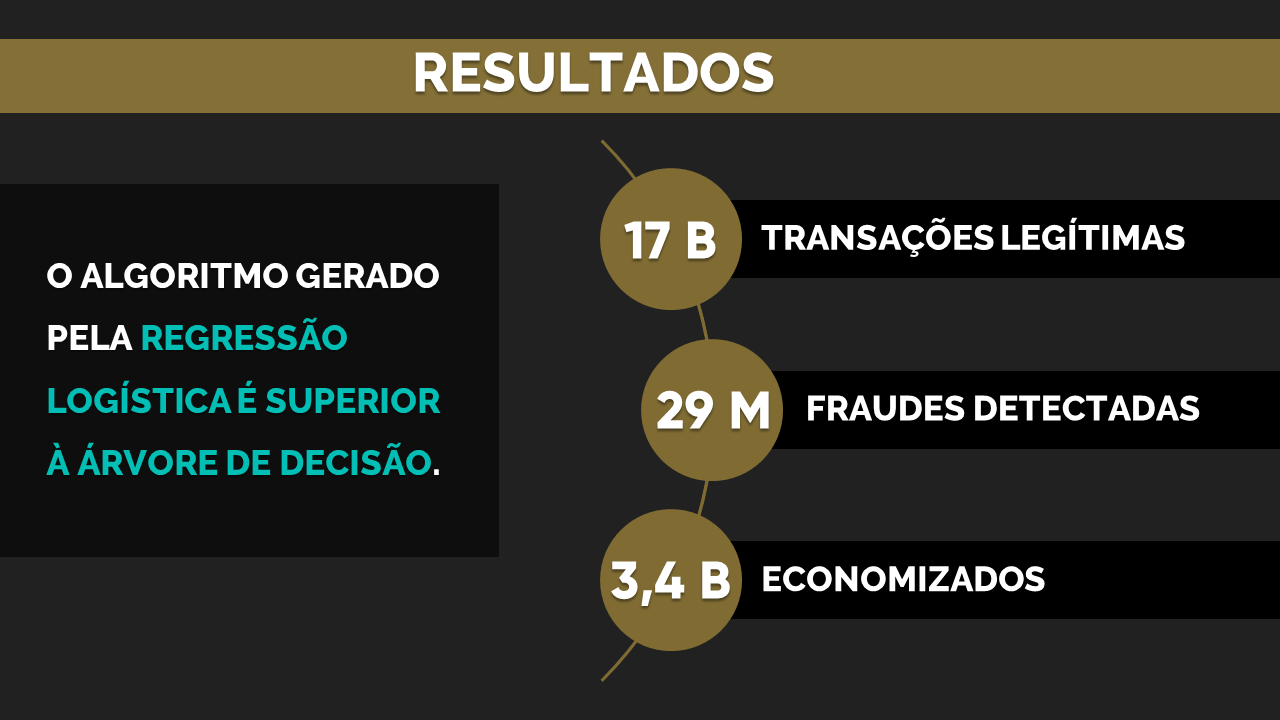 RESULTADOS
O ALGORITMO GERADO
PELA REGRESSÃO
LOGÍSTICA É SUPERIOR
À ÁRVORE DE DECISÃO.
17 B TRANSAÇÕES LEGÍTIMAS
29 M FRAUDES DETECTADAS
3,4 B ECONOMIZADOS